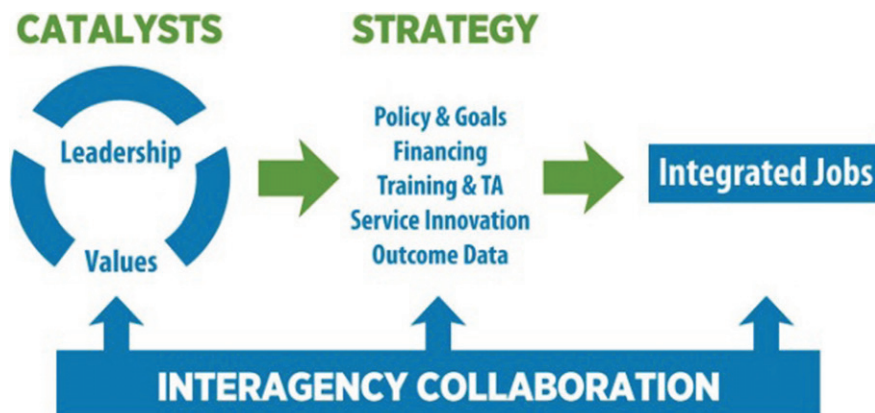 CATALYSTS
Leadership
Values
STRATEGY
Policy & Goals
Financing
Training & TA
Service Innovation
Outcome Data
Integrated Jobs
INTERAGENCY COLLABORATION